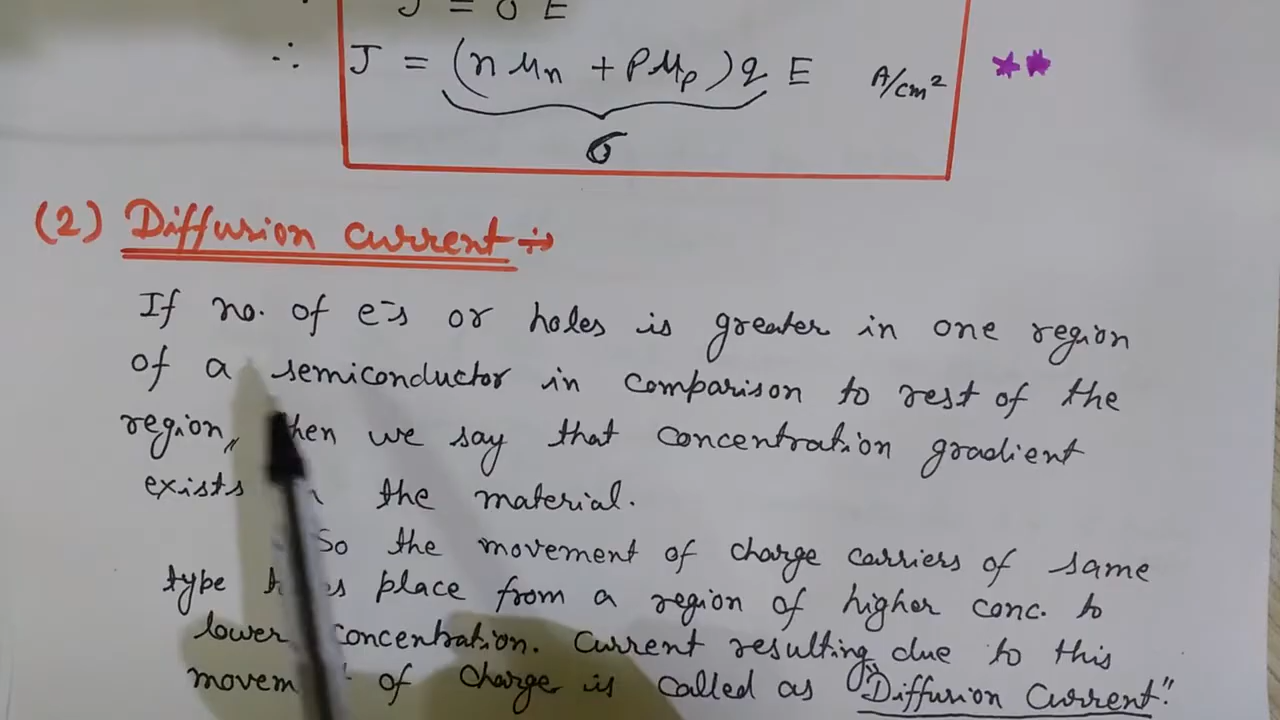 J = σ E
∴ J = (n μn + p μp) q E A/cm²
σ
(2) Diffusion Current :→
If no. of e⁻s or holes is greater in one region
of a semiconductor in comparison to rest of the
region,, then we say that concentration gradient
exists the material.
So the movement of charge carriers of same
type place from a region of higher conc. to
lower concentration. Current resulting due to this
of charge is called as "Diffusion Current".